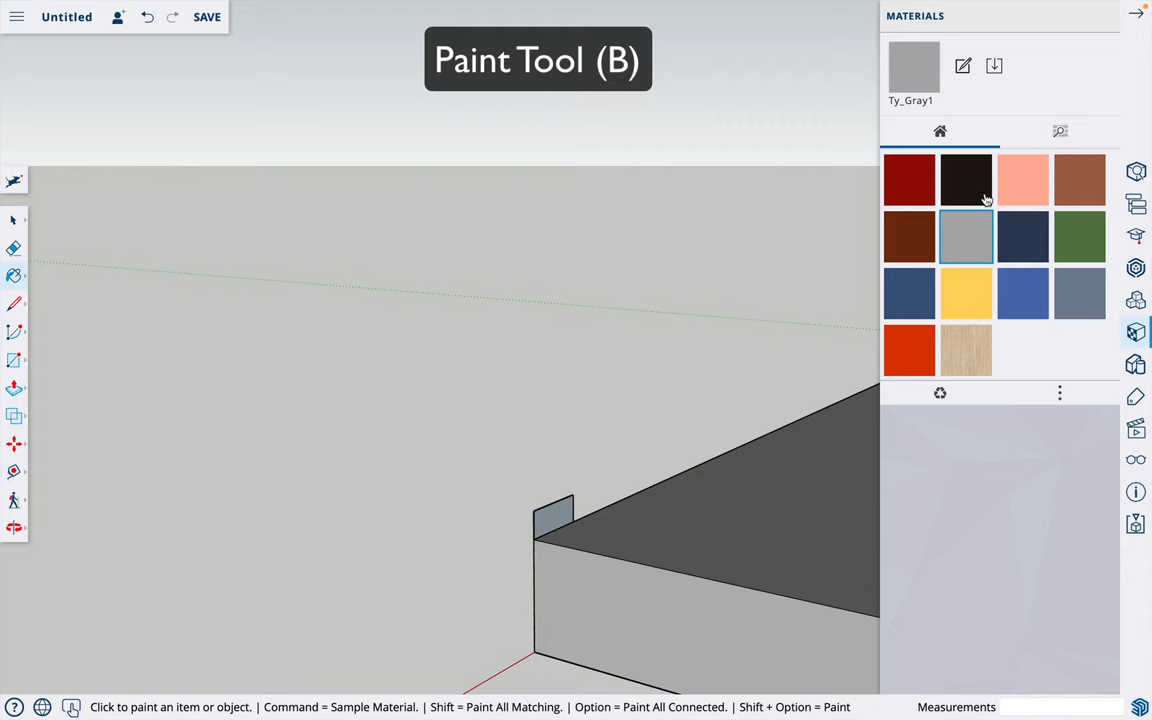 Untitled
SAVE
Paint Tool (B)
MATERIALS
Ty_Gray1
Click to paint an item or object. | Command = Sample Material. | Shift = Paint All Matching. | Option = Paint All Connected. | Shift + Option = Paint
Measurements